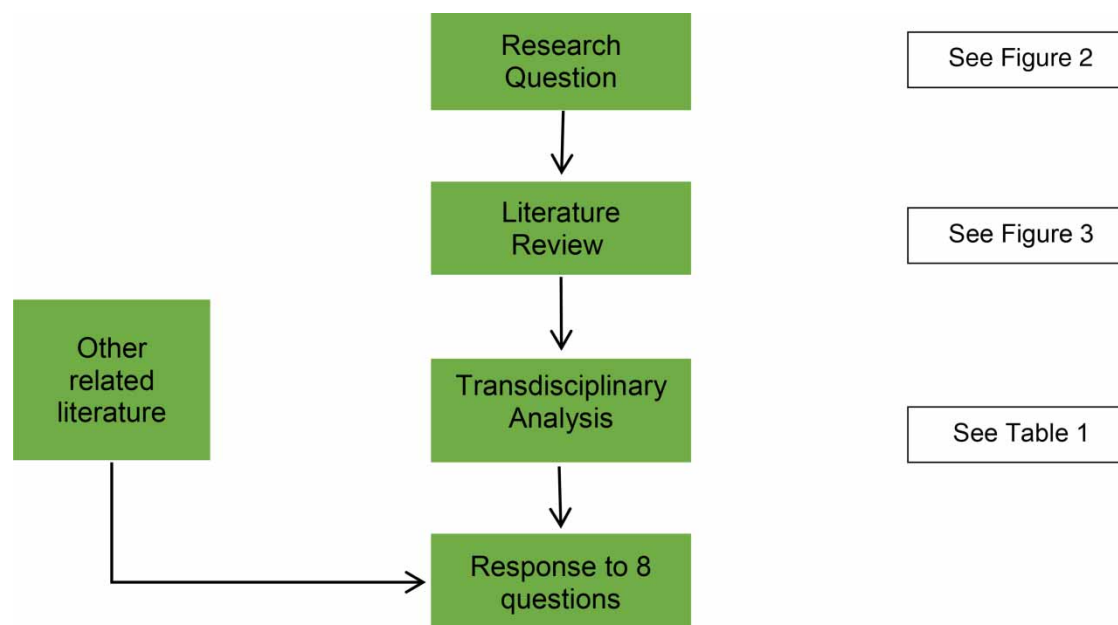 Research
Question
See Figure 2
Literature
Review
See Figure 3
Other
related
literature
Transdisciplinary
Analysis
See Table 1
Response to 8
questions